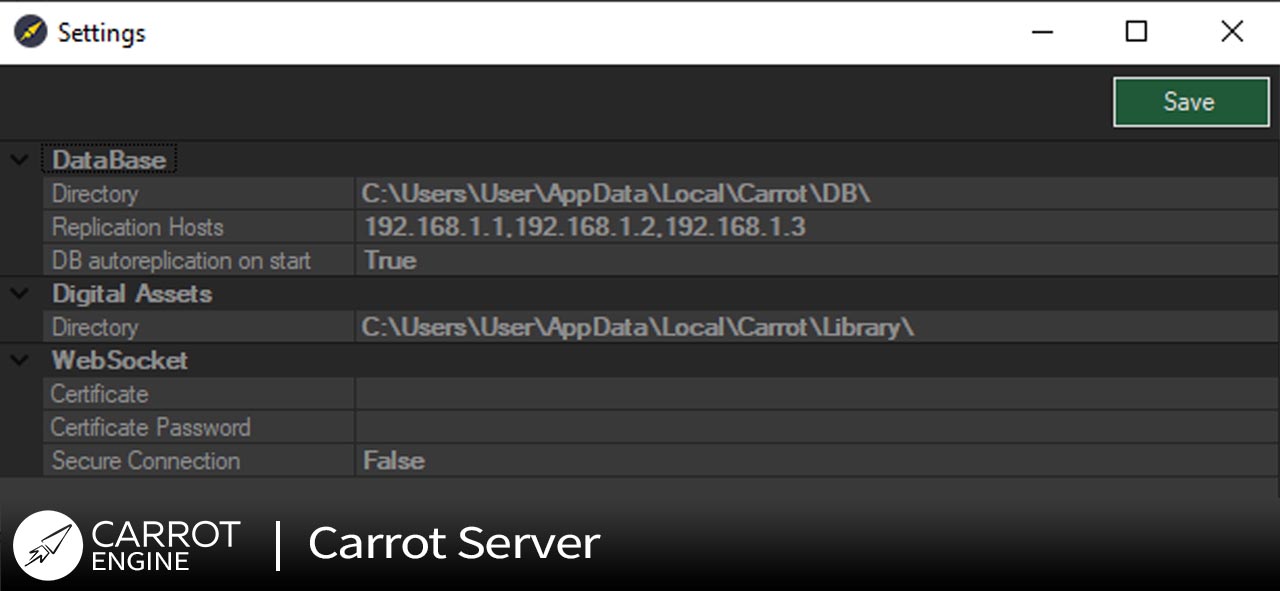 Settings
Save
DataBase
Directory C:\Users\User\AppData\Local\Carrot\DB\
Replication Hosts 192.168.1.1,192.168.1.2,192.168.1.3
DB autoreplication on start True
Digital Assets
Directory C:\Users\User\AppData\Local\Carrot\Library\
WebSocket
Certificate
Certificate Password
Secure Connection False
CARROT
ENGINE
Carrot Server